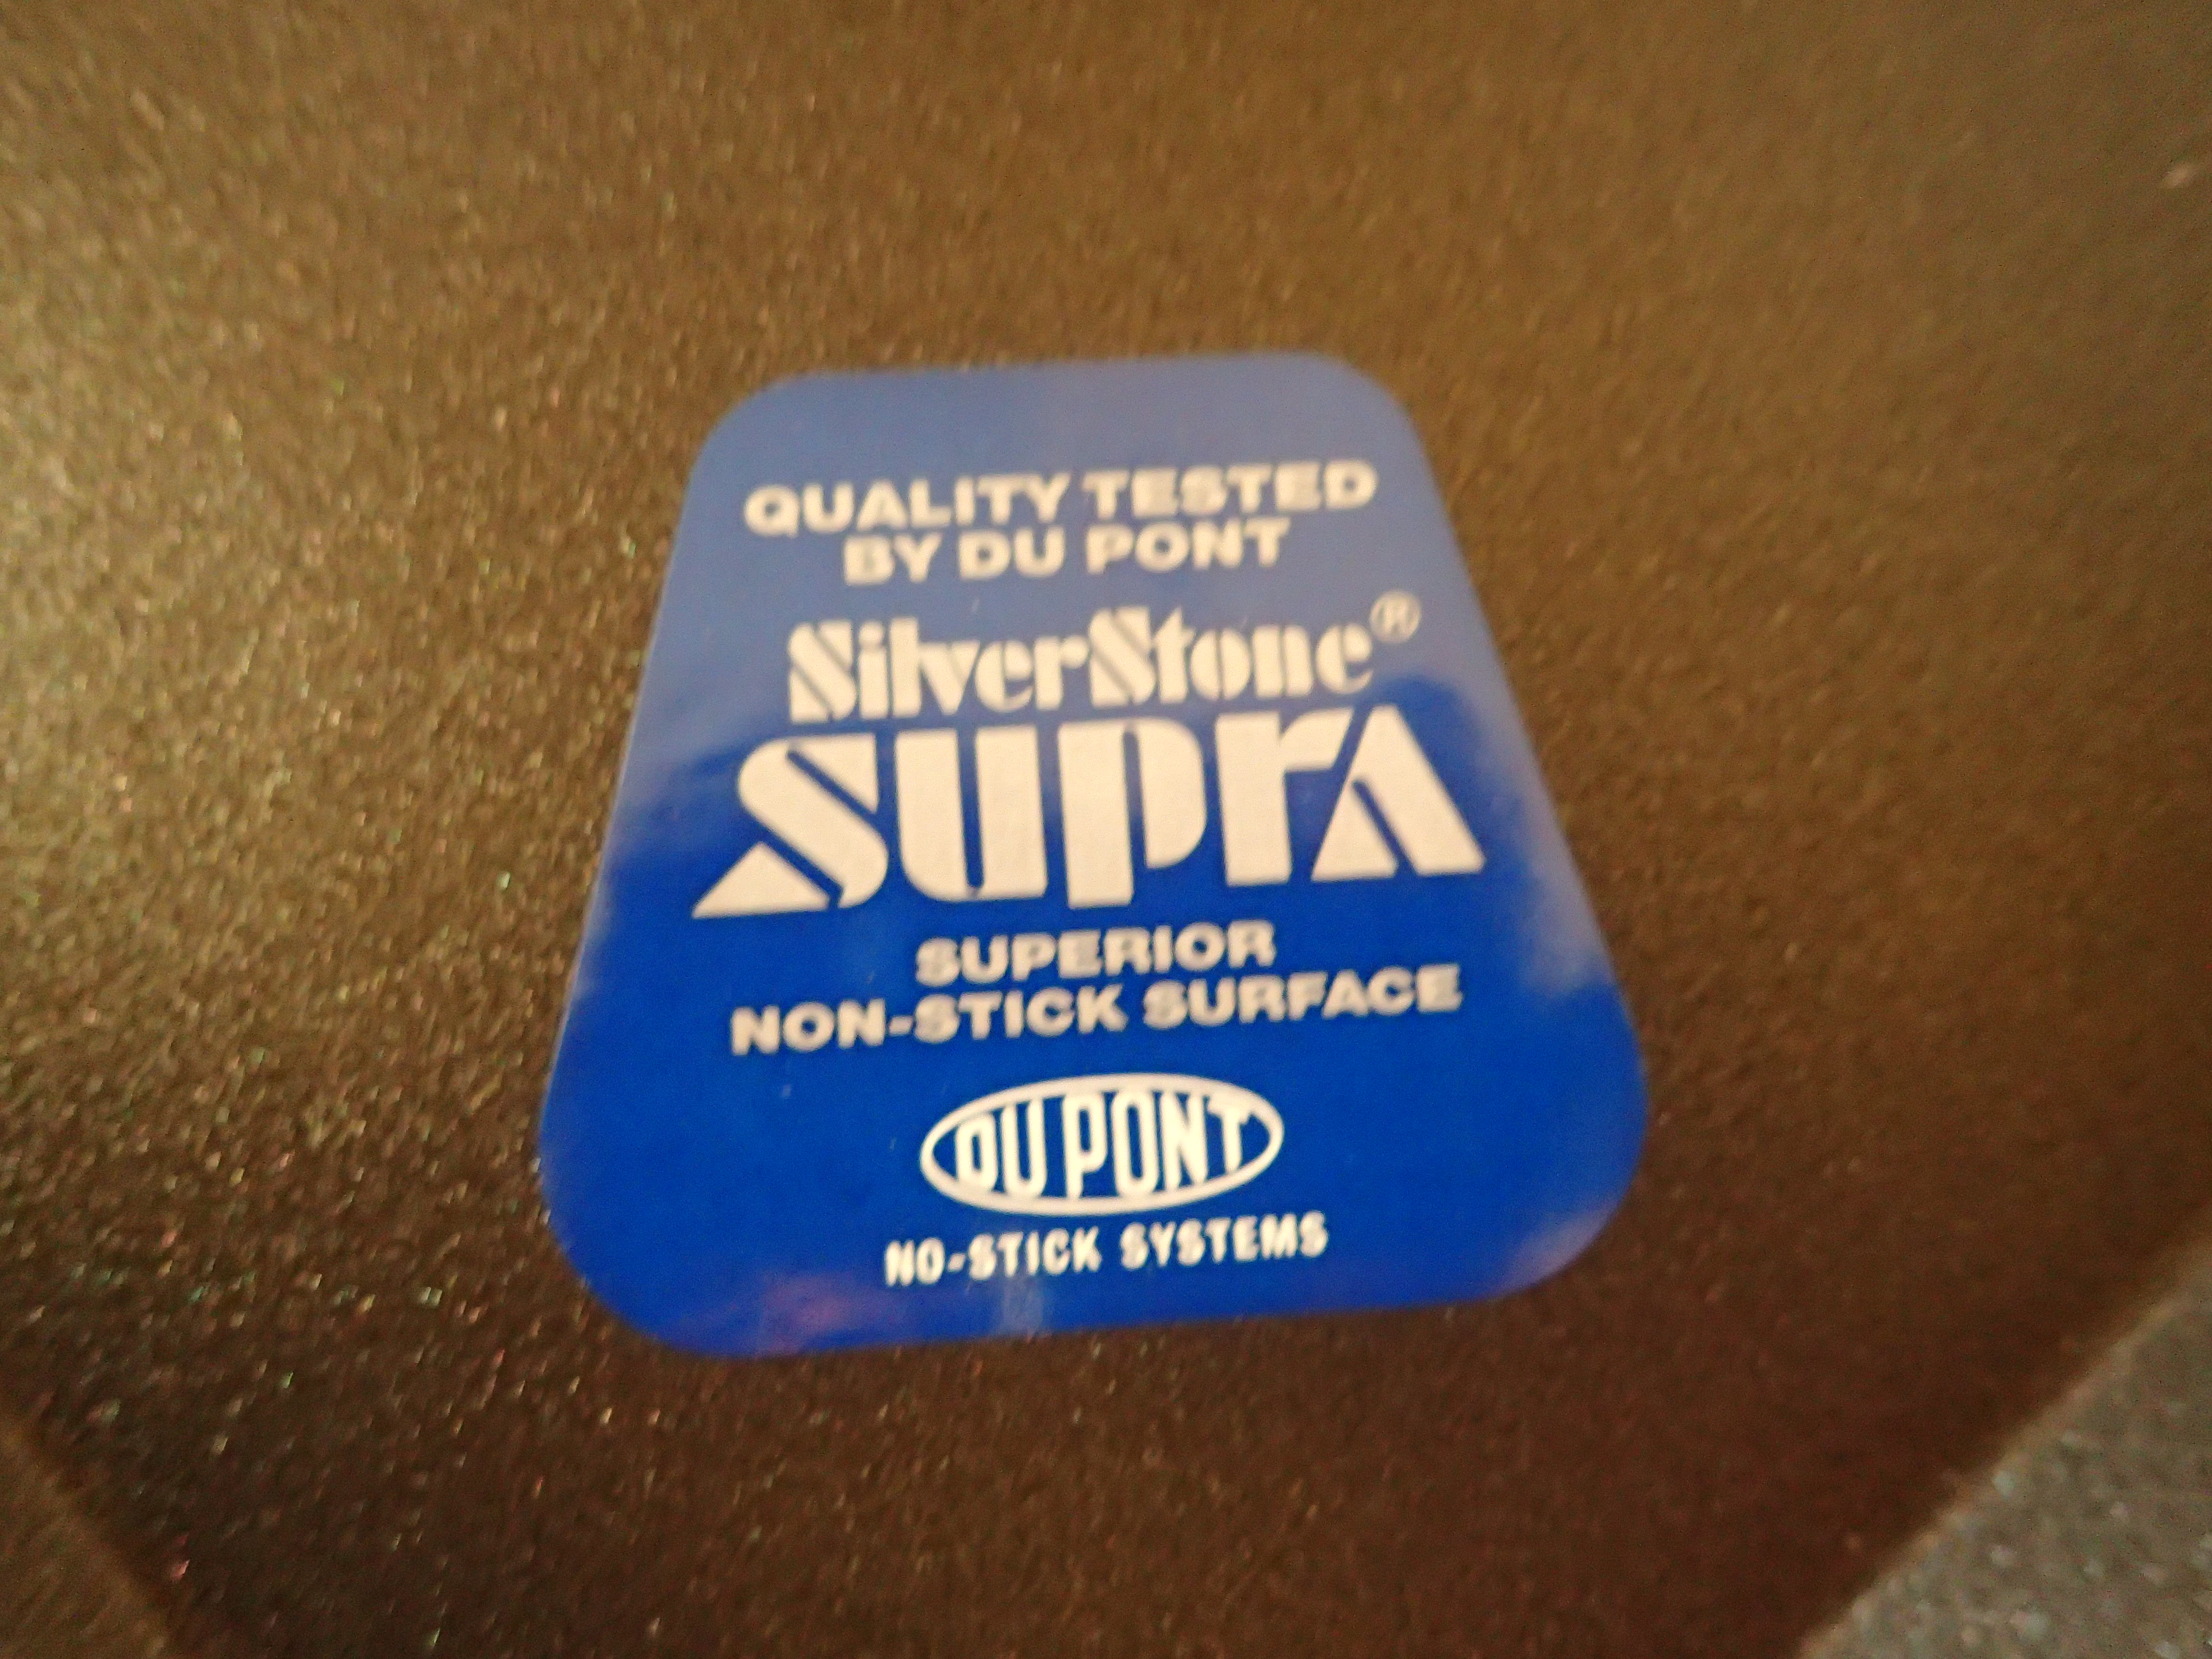 QUALITY TESTED
BY DU PONT
SilverStone®
SUPRA
SUPERIOR
NON-STICK SURFACE
DU PONT
NO-STICK SYSTEMS